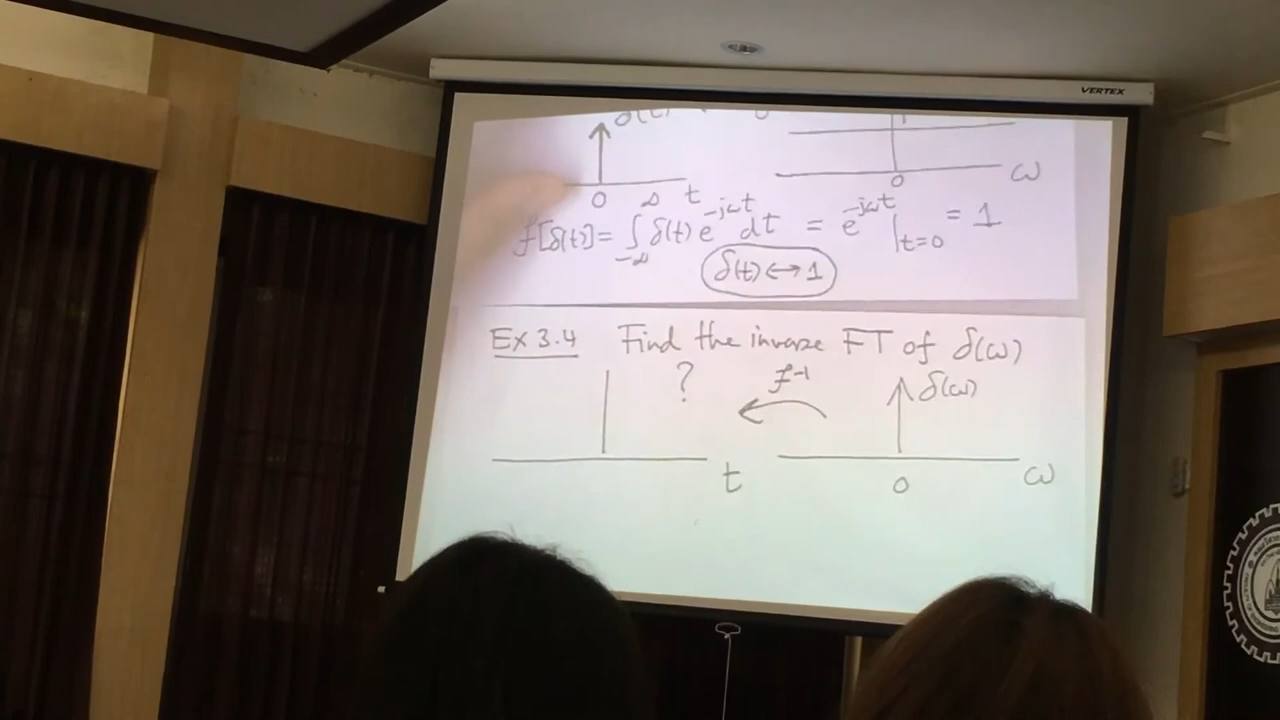 VERTEX
δ(t)
1
0 t
0 ω
f[δ(t)] = ∫_{-∞}^{∞} δ(t) e^{-jωt} dt = e^{-jωt} |_{t=0} = 1
δ(t) ↔ 1
Ex 3.4 Find the inverse FT of δ(ω)
? f^{-1} δ(ω)
t 0 ω